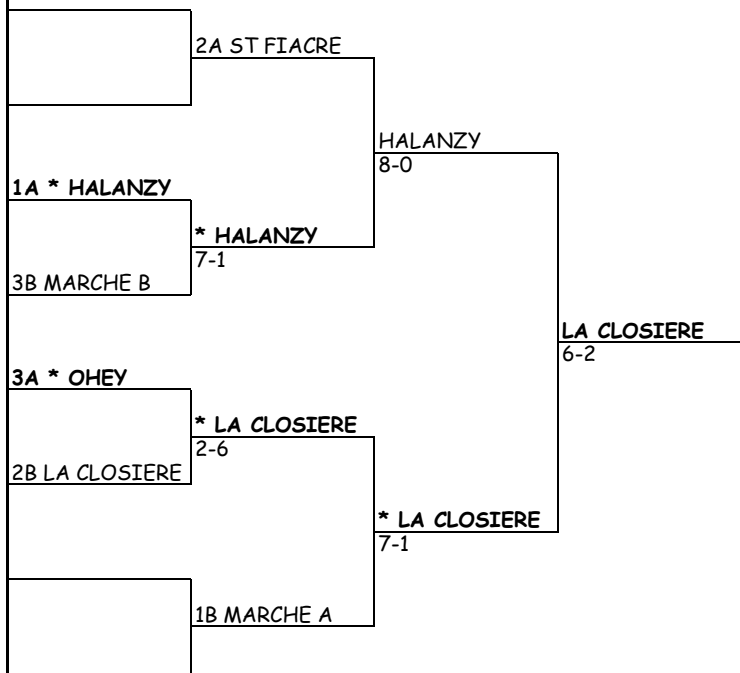 2A ST FIACRE
HALANZY
8-0
1A * HALANZY
* HALANZY
7-1
3B MARCHE B
LA CLOSIERE
6-2
3A * OHEY
* LA CLOSIERE
2-6
2B LA CLOSIERE
* LA CLOSIERE
7-1
1B MARCHE A